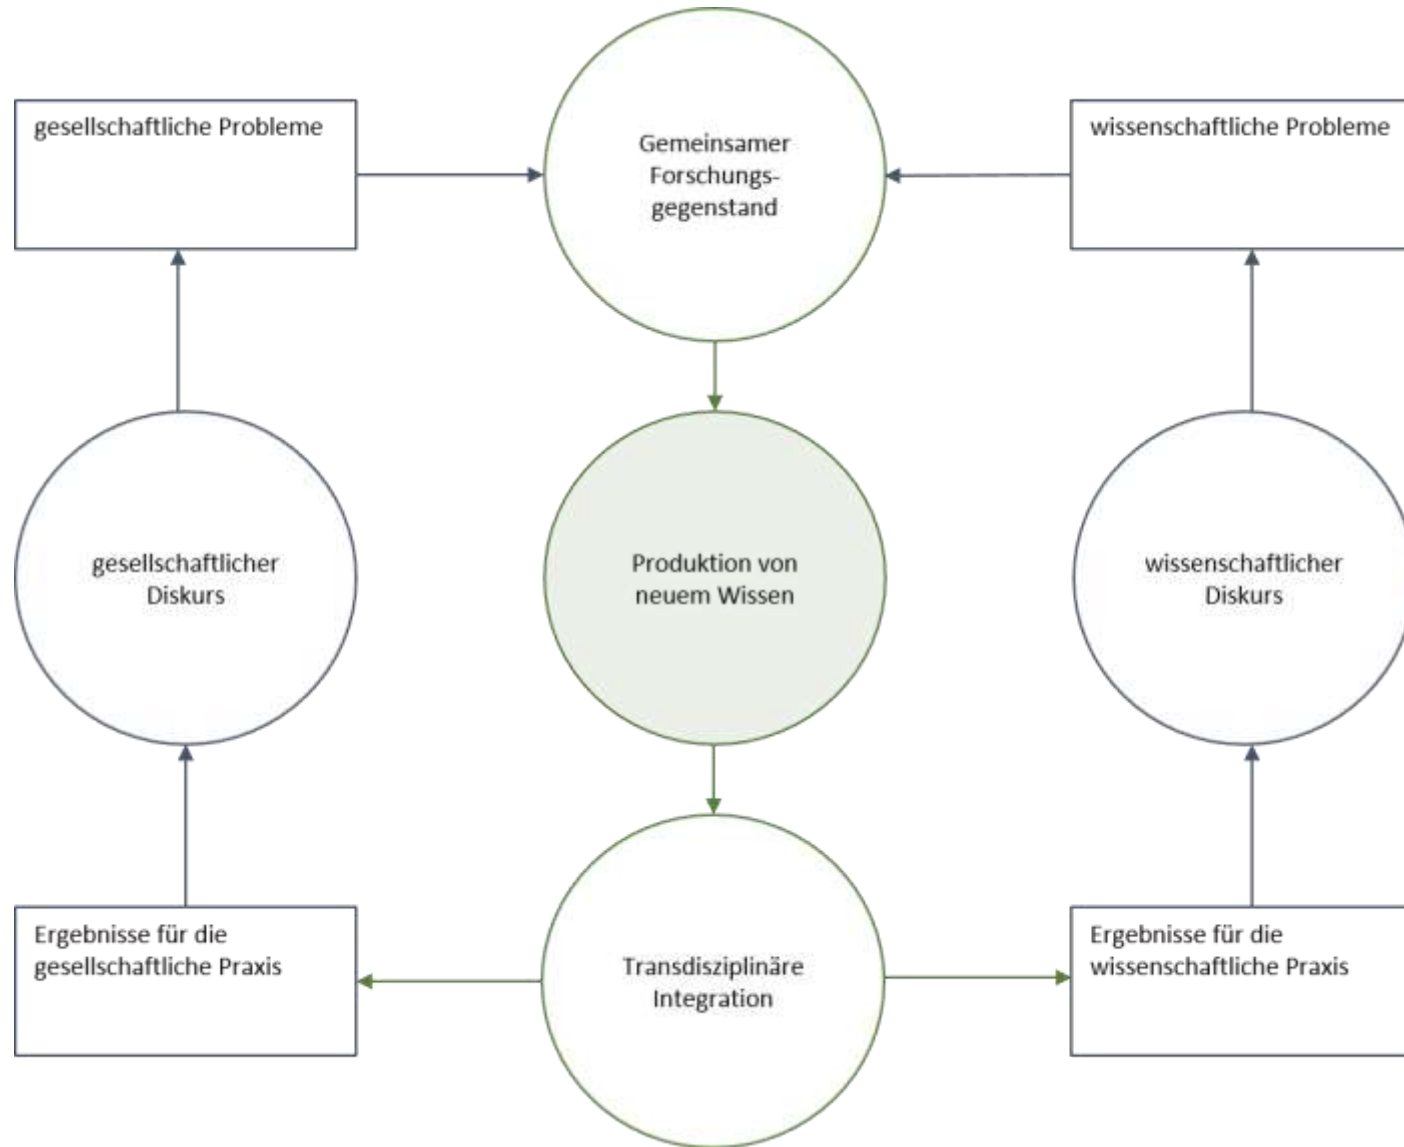 gesellschaftliche Probleme
Gemeinsamer
Forschungs-
gegenstand
wissenschaftliche Probleme
gesellschaftlicher
Diskurs
Produktion von
neuem Wissen
wissenschaftlicher
Diskurs
Ergebnisse für die
gesellschaftliche Praxis
Transdisziplinäre
Integration
Ergebnisse für die
wissenschaftliche Praxis